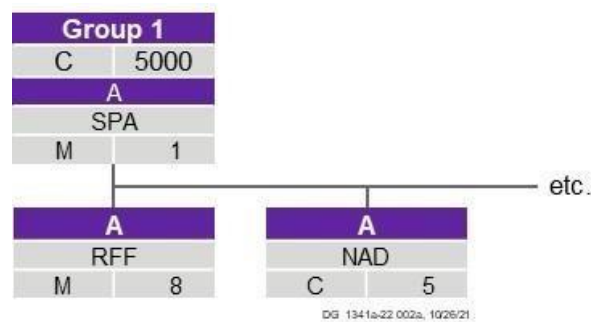 Group 1
C 5000
A
SPA
M 1
etc.
A A
RFF NAD
M 8 C 5
DG 1341a-22 002a, 10/26/21